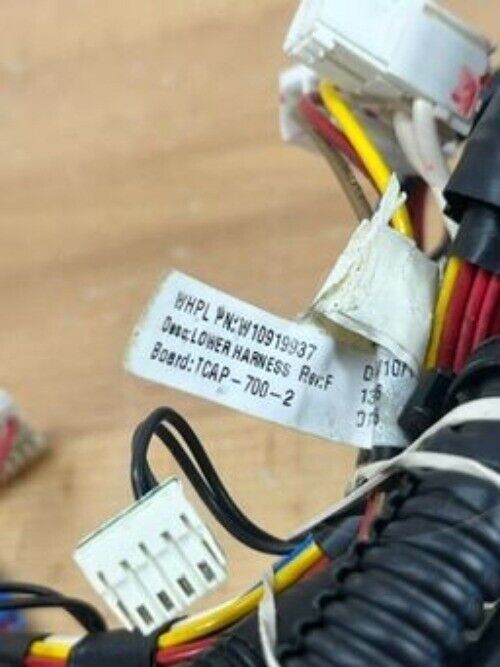 WHPL PN:W10919937
Desc:LOWER HARNESS Rev:F
Board:TCAP-700-2